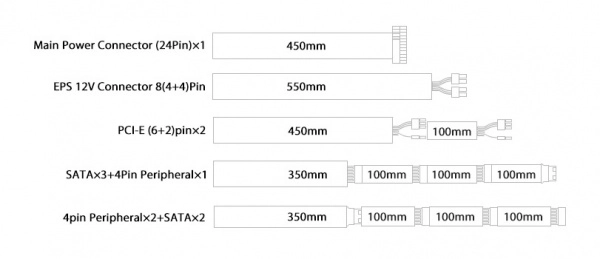 Main Power Connector (24Pin)×1 450mm
EPS 12V Connector 8(4+4)Pin 550mm
PCI-E (6+2)pin×2 450mm 100mm
SATA×3+4Pin Peripheral×1 350mm 100mm 100mm 100mm
4pin Peripheral×2+SATA×2 350mm 100mm 100mm 100mm